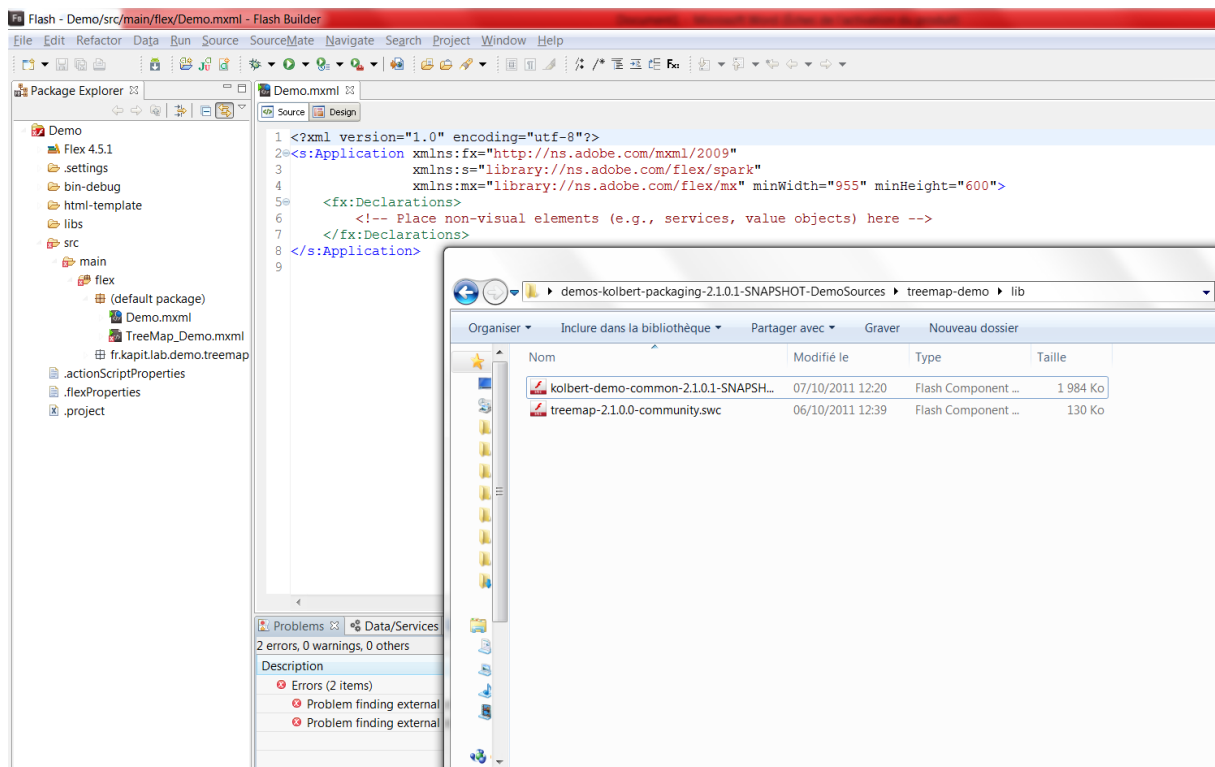 Flash - Demo/src/main/flex/Demo.mxml - Flash Builder
File Edit Refactor Data Run Source SourceMate Navigate Search Project Window Help
Package Explorer
Demo.mxml
Source Design
Demo
Flex 4.5.1
.settings
bin-debug
html-template
libs
src
main
flex
(default package)
Demo.mxml
TreeMap_Demo.mxml
fr.kapit.lab.demo.treemap
.actionScriptProperties
.flexProperties
.project
1 <?xml version="1.0" encoding="utf-8"?>
2 <s:Application xmlns:fx="http://ns.adobe.com/mxml/2009"
3 xmlns:s="library://ns.adobe.com/flex/spark"
4 xmlns:mx="library://ns.adobe.com/flex/mx" minWidth="955" minHeight="600">
5 <fx:Declarations>
6 <!-- Place non-visual elements (e.g., services, value objects) here -->
7 </fx:Declarations>
8 </s:Application>
9
demos-kolbert-packaging-2.1.0.1-SNAPSHOT-DemoSources treemap-demo lib
Organiser Inclure dans la bibliothèque Partager avec Graver Nouveau dossier
Nom Modifié le Type Taille
kolbert-demo-common-2.1.0.1-SNAPSH... 07/10/2011 12:20 Flash Component ... 1 984 Ko
treemap-2.1.0.0-community.swc 06/10/2011 12:39 Flash Component ... 130 Ko
Problems Data/Services
2 errors, 0 warnings, 0 others
Description
Errors (2 items)
Problem finding external
Problem finding external